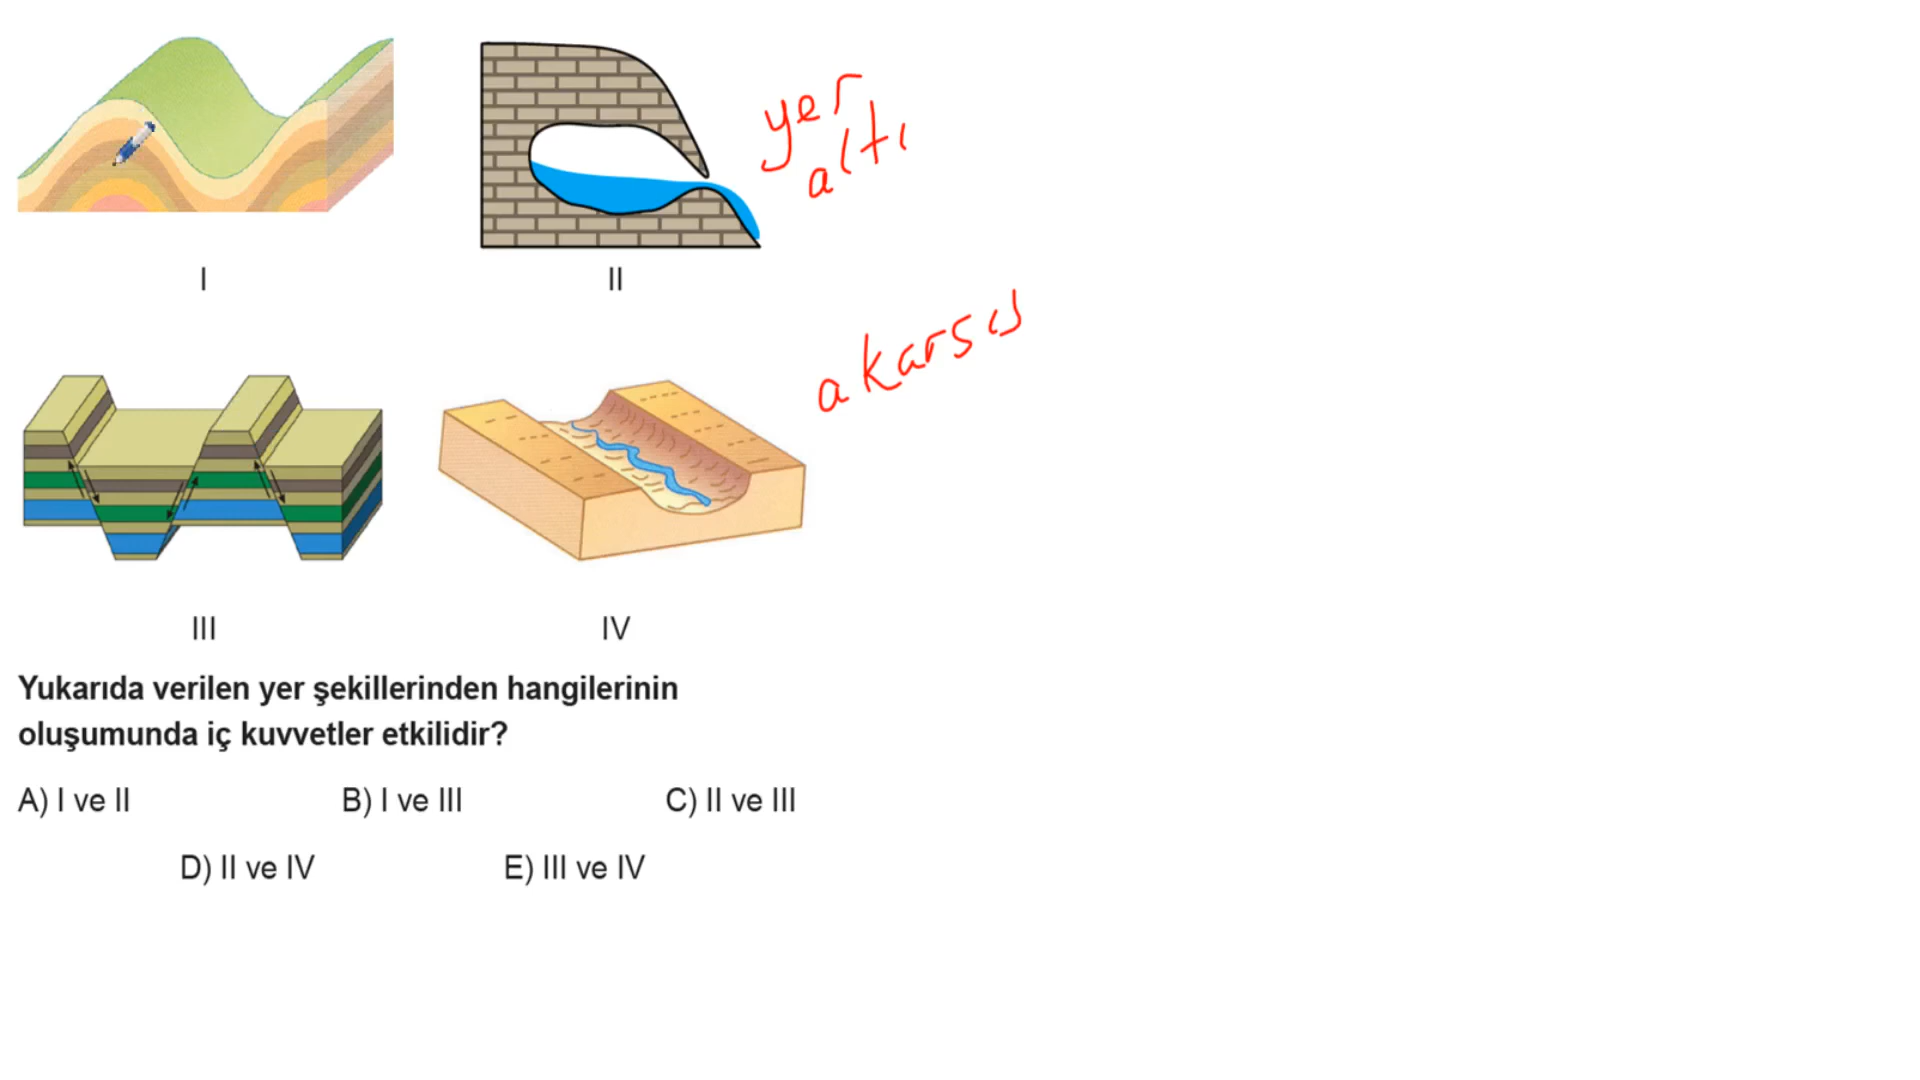 yer
altı
I
II
akarsu
III
IV
Yukarıda verilen yer şekillerinden hangilerinin
oluşumunda iç kuvvetler etkilidir?
A) I ve II
B) I ve III
C) II ve III
D) II ve IV
E) III ve IV